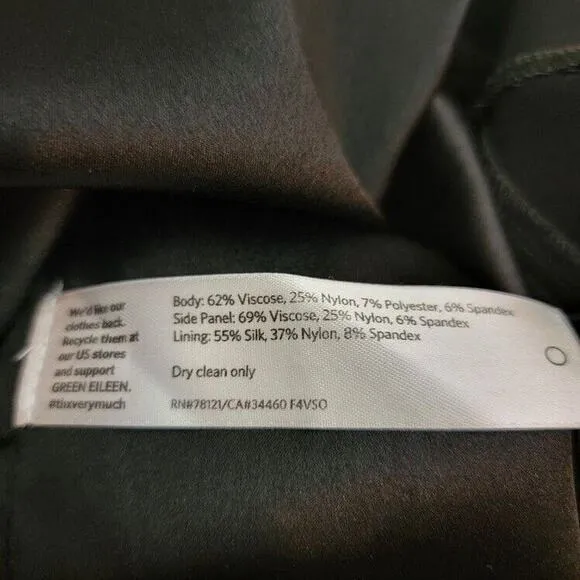 We'd like our
clothes back.
Recycle them at
our US stores
and support
GREEN EILEEN.
#thxverymuch
Body: 62% Viscose, 25% Nylon, 7% Polyester, 6% Spandex
Side Panel: 69% Viscose, 25% Nylon, 6% Spandex
Lining: 55% Silk, 37% Nylon, 8% Spandex
Dry clean only
RN#78121/CA#34460 F4VSO